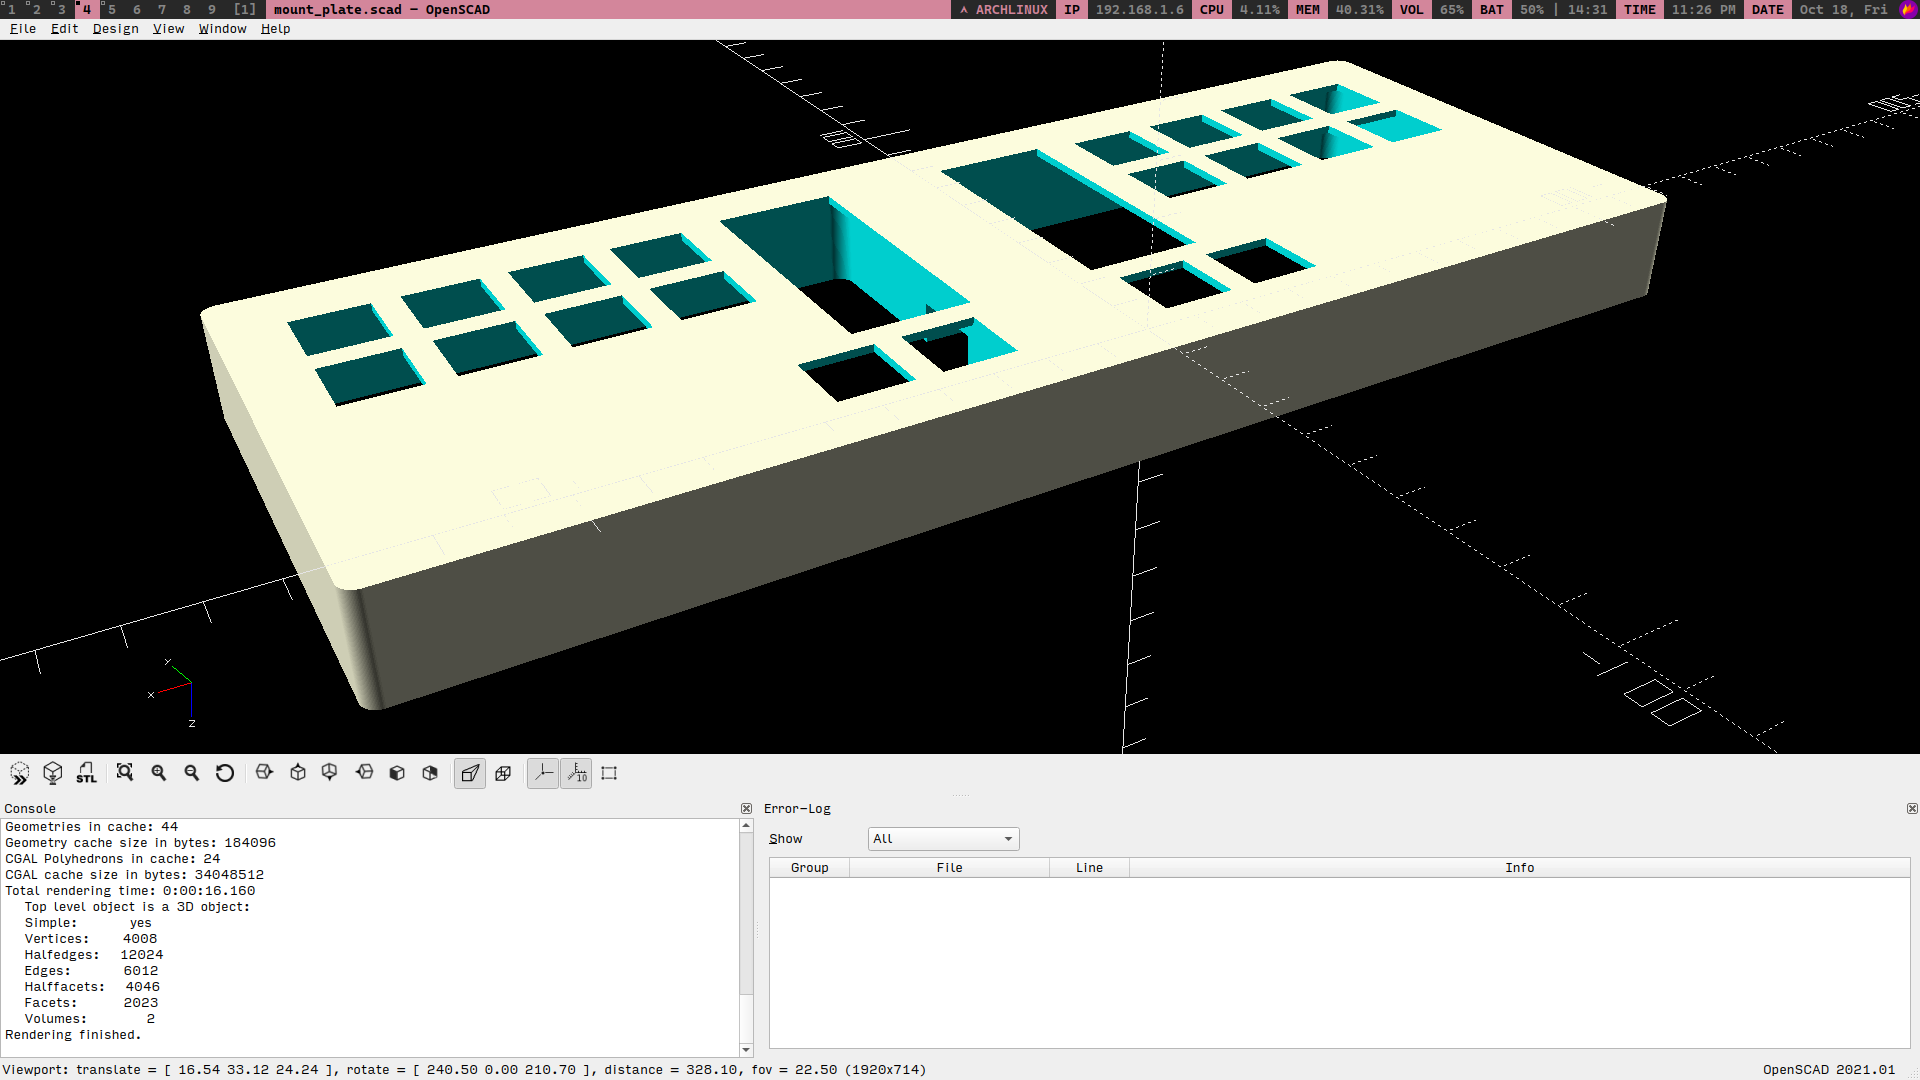 1 2 3 4 5 6 7 8 9 [1] mount_plate.scad — OpenSCAD ARCHLINUX IP 192.168.1.6 CPU 4.11% MEM 40.31% VOL 65% BAT 50% | 14:31 TIME 11:26 PM DATE Oct 18, Fri
File Edit Design View Window Help
X
Y
Z
STL
10
Console
Geometries in cache: 44
Geometry cache size in bytes: 184096
CGAL Polyhedrons in cache: 24
CGAL cache size in bytes: 34048512
Total rendering time: 0:00:16.160
Top level object is a 3D object:
Simple: yes
Vertices: 4008
Halfedges: 12024
Edges: 6012
Halffacets: 4046
Facets: 2023
Volumes: 2
Rendering finished.
Error-Log
Show All
Group File Line Info
Viewport: translate = [ 16.54 33.12 24.24 ], rotate = [ 240.50 0.00 210.70 ], distance = 328.10, fov = 22.50 (1920x714)
OpenSCAD 2021.01